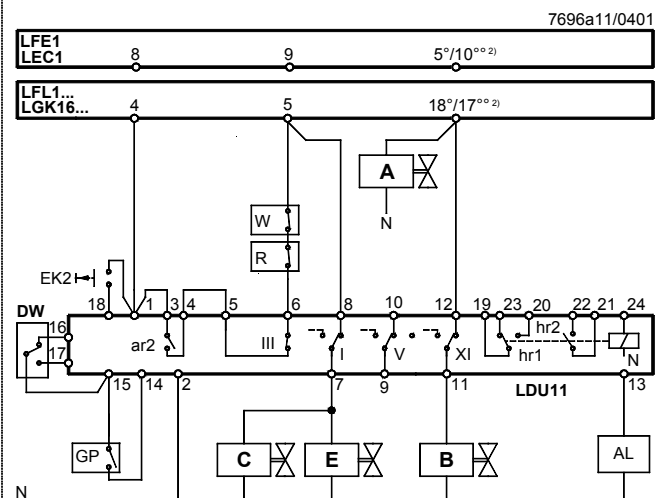 7696a11/0401
LFE1
LEC1
8 9 5°/10°° 2)
LFL1...
LGK16...
4 5 18°/17°° 2)
A
N
W
R
EK2
DW
18 1 3 4 5 6 8 10 12 19 23 20 22 21 24
16
17
ar2 III I V XI hr1 hr2 N
15 14 2 7 9 11 LDU11 13
GP C E B AL
N